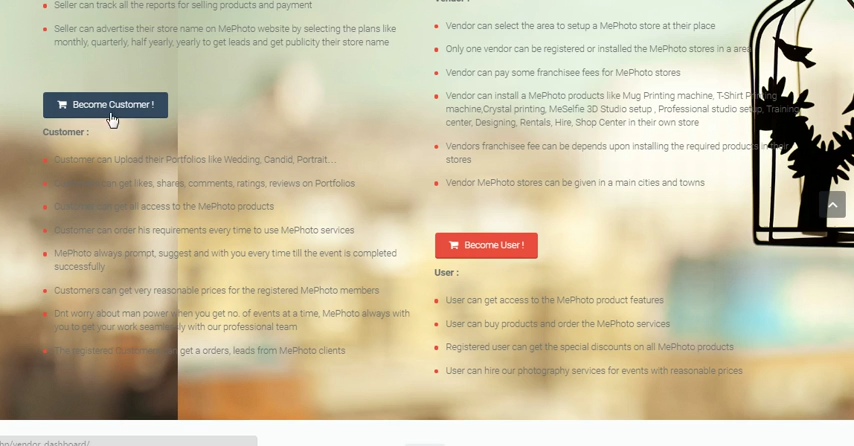 Seller can track all the reports for selling products and payment
Seller can advertise their store name on MePhoto website by selecting the plans like
monthly, quarterly, half yearly, yearly to get leads and get publicity their store name
Become Customer !
Customer :
Customer can Upload their Portfolios like Wedding, Candid, Portrait...
can get likes, shares, comments, ratings, reviews on Portfolios
Customer can get all access to the MePhoto products
Customer can order his requirements every time to use MePhoto services
MePhoto always prompt, suggest and with you every time till the event is completed
successfully
Customers can get very reasonable prices for the registered MePhoto members
Dnt worry about man power when you get no. of events at a time, MePhoto always with
you to get your work seamlessly with our professional team
The registered Customers can get a orders, leads from MePhoto clients
Vendor :
Vendor can select the area to setup a MePhoto store at their place
Only one vendor can be registered or installed the MePhoto stores in a area
Vendor can pay some franchisee fees for MePhoto stores
Vendor can install a MePhoto products like Mug Printing machine, T-Shirt Printing
machine,Crystal printing, MeSelfie 3D Studio setup , Professional studio setup, Training
center, Designing, Rentals, Hire, Shop Center in their own store
Vendors franchisee fee can be depends upon installing the required products in their
stores
Vendor MePhoto stores can be given in a main cities and towns
Become User !
User :
User can get access to the MePhoto product features
User can buy products and order the MePhoto services
Registered user can get the special discounts on all MePhoto products
User can hire our photography services for events with reasonable prices
/vendor_dashboard/